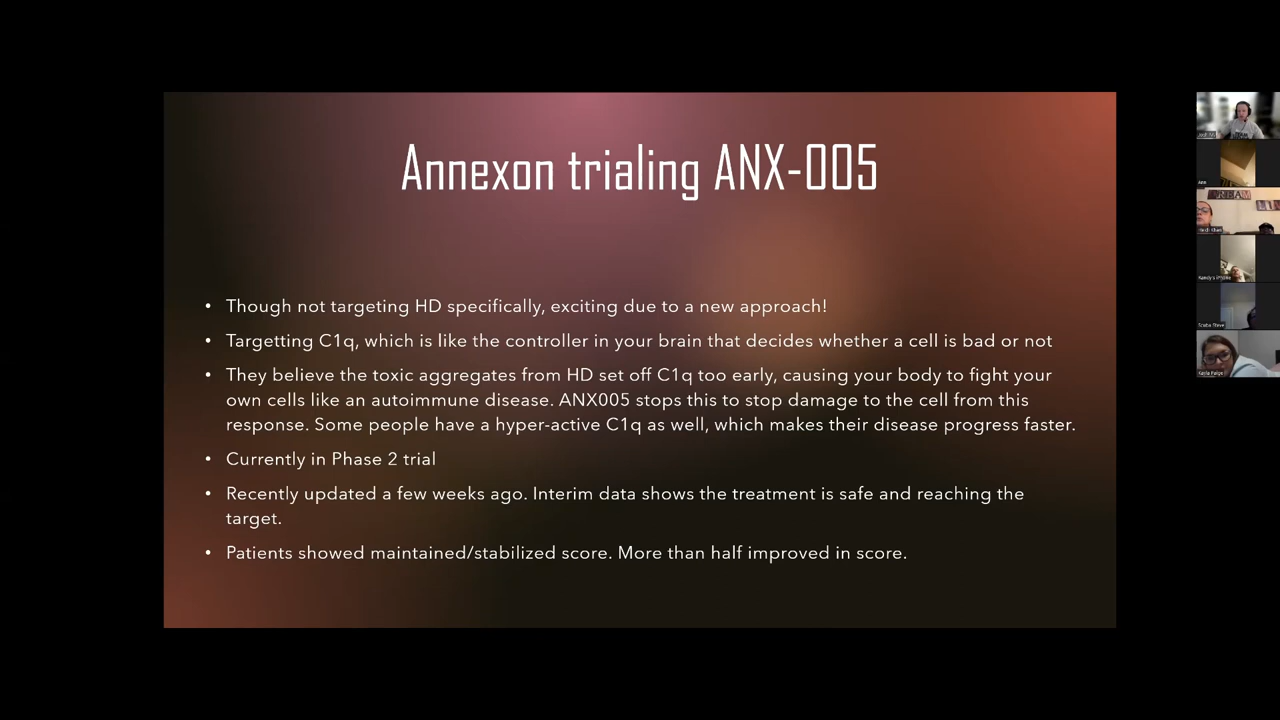 Annexon trialing ANX-005
• Though not targeting HD specifically, exciting due to a new approach!
• Targetting C1q, which is like the controller in your brain that decides whether a cell is bad or not
• They believe the toxic aggregates from HD set off C1q too early, causing your body to fight your
own cells like an autoimmune disease. ANX005 stops this to stop damage to the cell from this
response. Some people have a hyper-active C1q as well, which makes their disease progress faster.
• Currently in Phase 2 trial
• Recently updated a few weeks ago. Interim data shows the treatment is safe and reaching the
target.
• Patients showed maintained/stabilized score. More than half improved in score.
Randy's iPhone
Scuba Steve
Kayla Paige